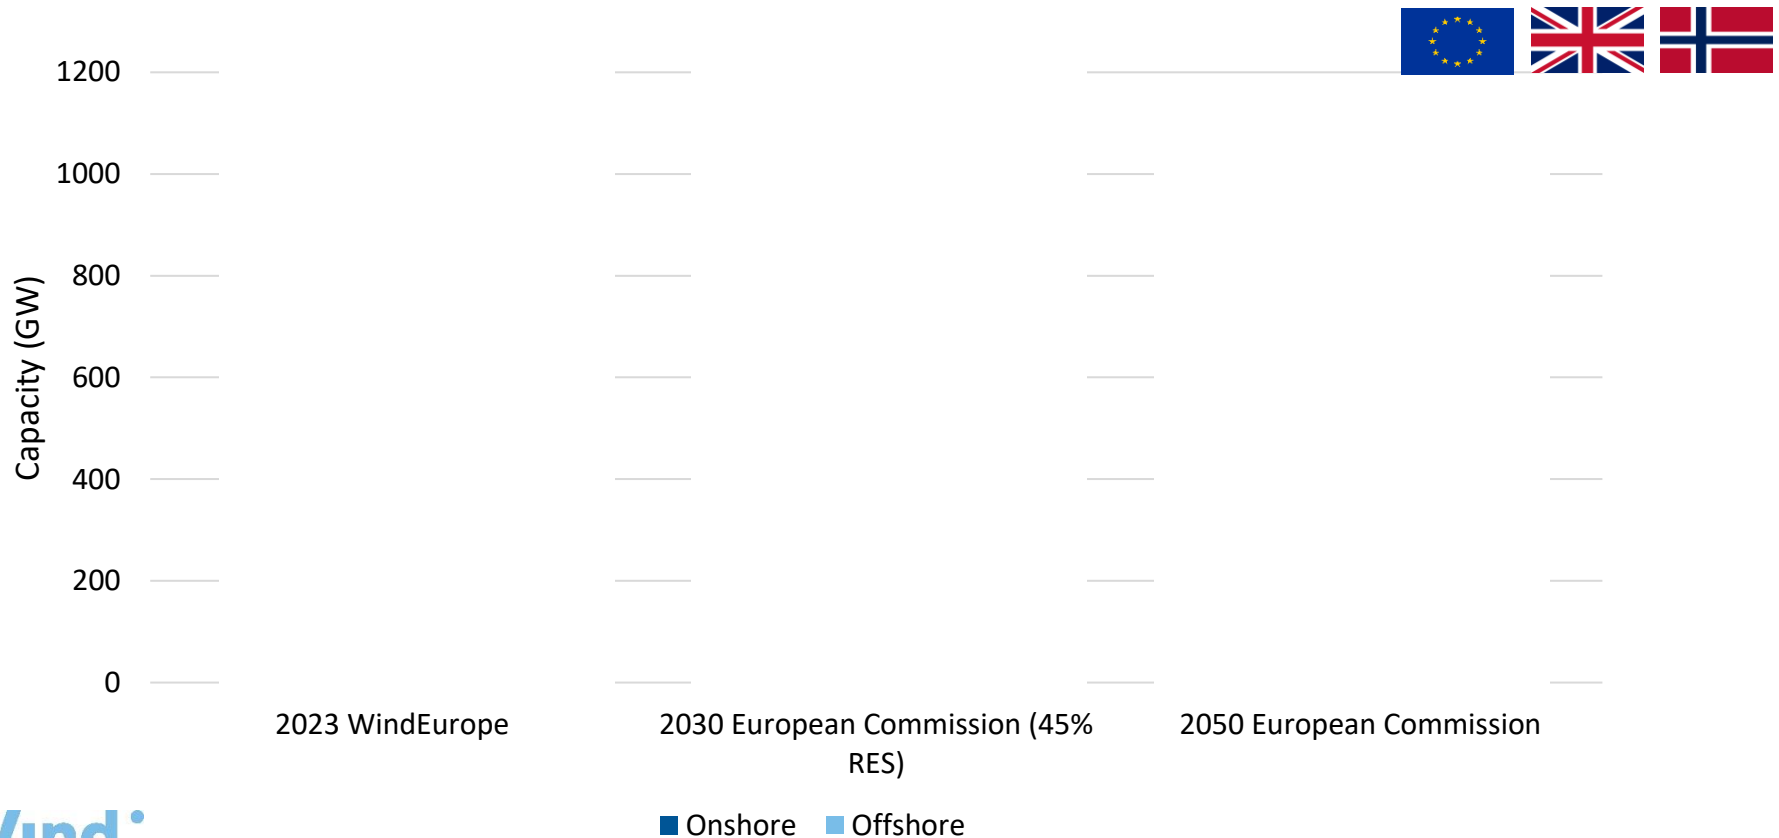 1200
1000
800
600
400
200
0
Capacity (GW)
2023 WindEurope
2030 European Commission (45%
RES)
2050 European Commission
Onshore
Offshore